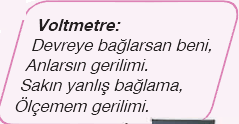 Voltmetre:
Devreye bağlarsan beni,
Anlarsın gerilimi.
Sakın yanlış bağlama,
Ölçemem gerilimi.